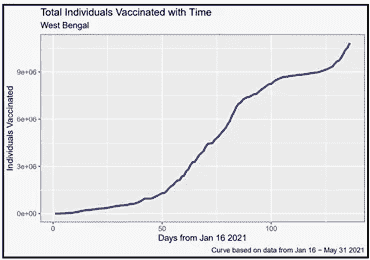 Total Individuals Vaccinated with Time
West Bengal
Individuals Vaccinated
9e+06
6e+06
3e+06
0e+00
0
50
100
Days from Jan 16 2021
Curve based on data from Jan 16 – May 31 2021